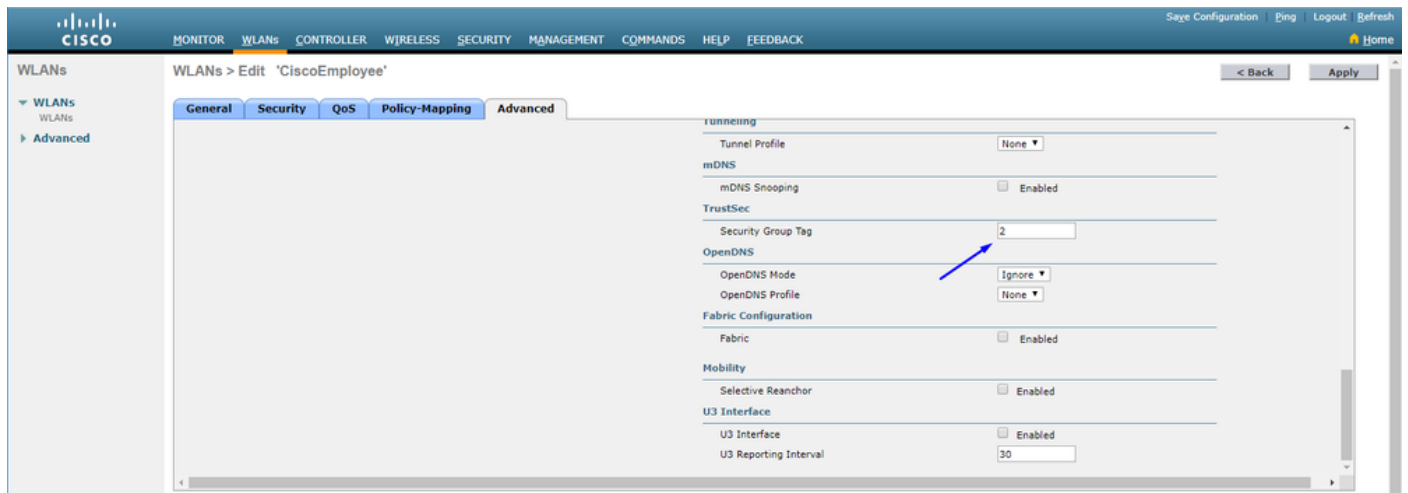 Save Configuration | Ping | Logout | Refresh
CISCO MONITOR WLANs CONTROLLER WIRELESS SECURITY MANAGEMENT COMMANDS HELP FEEDBACK Home
WLANs WLANs > Edit 'CiscoEmployee' < Back Apply
WLANs
WLANs
Advanced
General Security QoS Policy-Mapping Advanced
Tunneling
Tunnel Profile None
mDNS
mDNS Snooping Enabled
TrustSec
Security Group Tag 2
OpenDNS
OpenDNS Mode Ignore
OpenDNS Profile None
Fabric Configuration
Fabric Enabled
Mobility
Selective Reanchor Enabled
U3 Interface
U3 Interface Enabled
U3 Reporting Interval 30